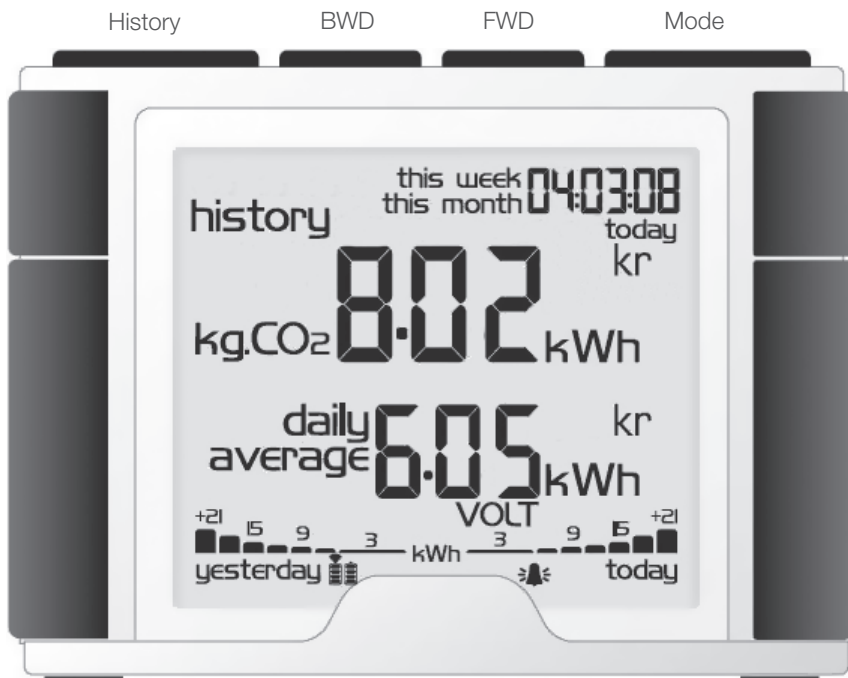 History BWD FWD Mode
this week 04:03:08
this month
history
today
kr
8.02
kg.CO2 kWh
daily 6.05 kr
average kWh
VOLT
+21 15 9 3 kWh 3 9 15 +21
yesterday today